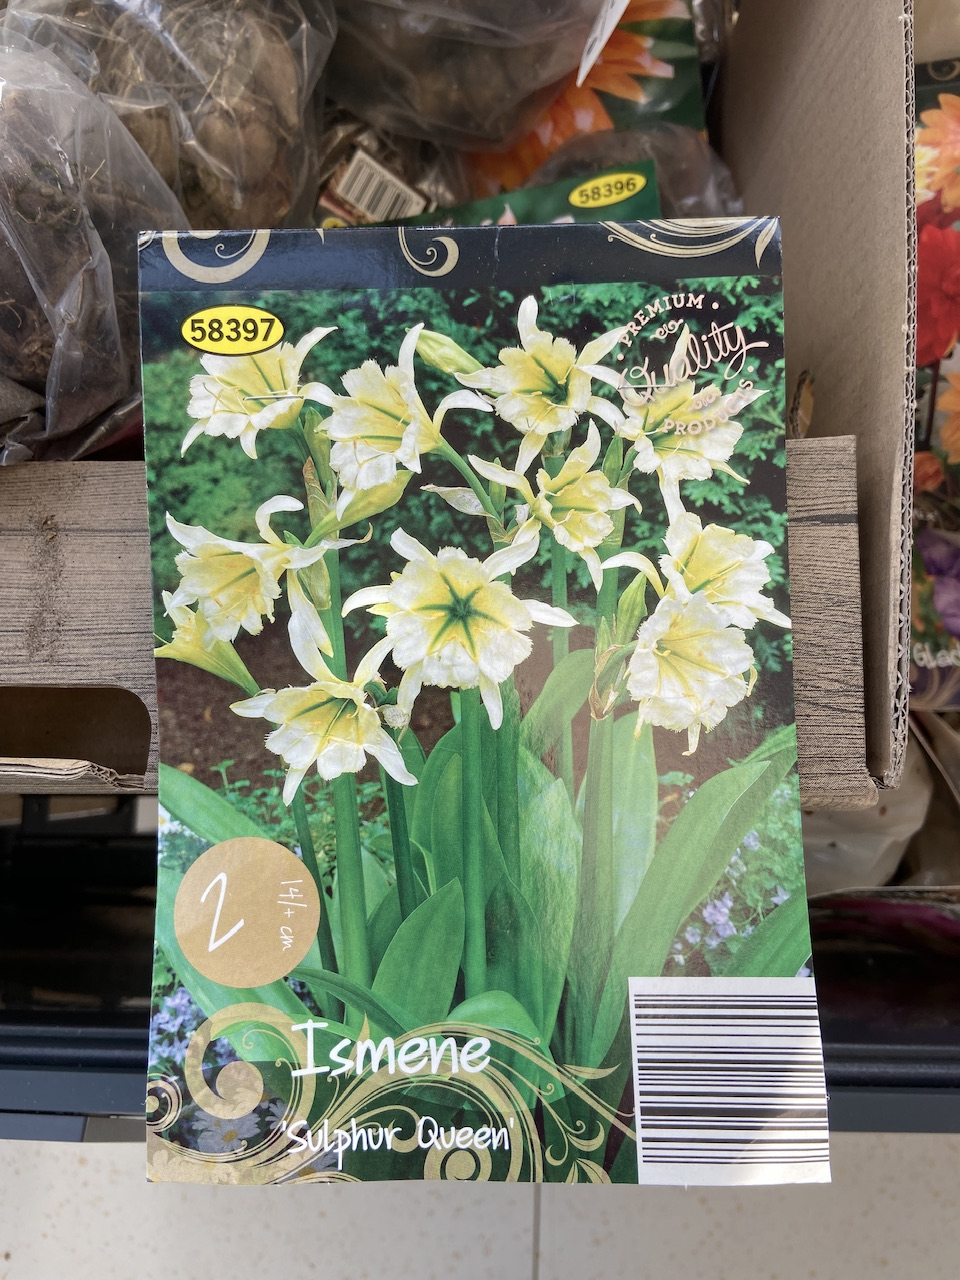 58396
58397
• PREMIUM •
Quality
PRODUCTS
2
14/+ cm
Ismene
'Sulphur Queen'